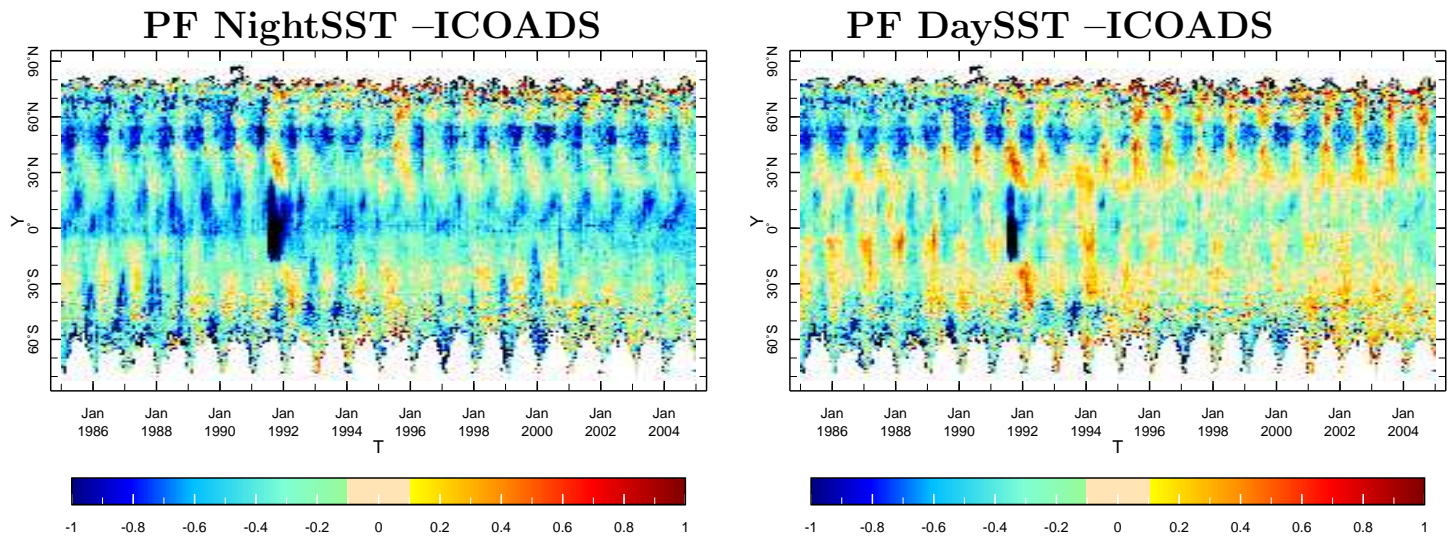 PF NightSST –ICOADS
90°N
60°N
30°N
0°
30°S
60°S
Y
Jan 1986
Jan 1988
Jan 1990
Jan 1992
Jan 1994
Jan 1996
Jan 1998
Jan 2000
Jan 2002
Jan 2004
T
-1 -0.8 -0.6 -0.4 -0.2 0 0.2 0.4 0.6 0.8 1
PF DaySST –ICOADS
90°N
60°N
30°N
0°
30°S
60°S
Y
Jan 1986
Jan 1988
Jan 1990
Jan 1992
Jan 1994
Jan 1996
Jan 1998
Jan 2000
Jan 2002
Jan 2004
T
-1 -0.8 -0.6 -0.4 -0.2 0 0.2 0.4 0.6 0.8 1